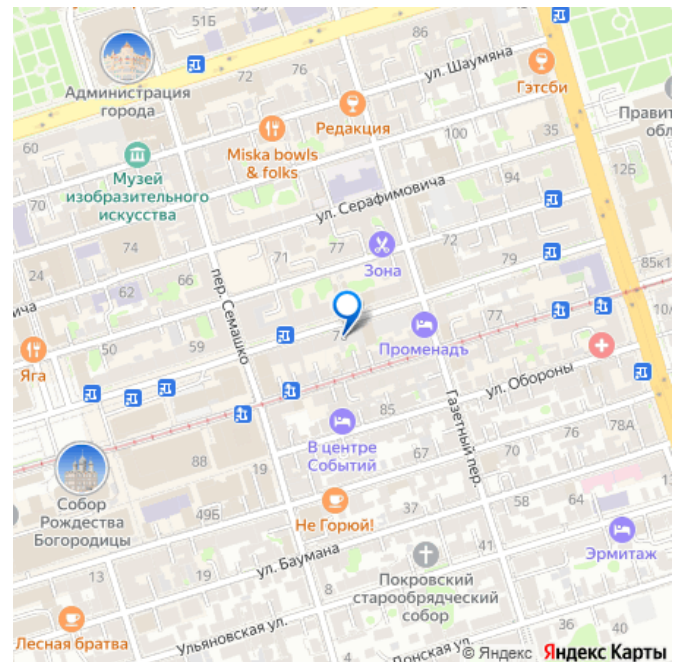 51Б
86
72
76
ул. Шаумяна
Гэтсби
Администрация
города
Редакция
Правит
обл
60
Miska bowls
& folks
100
35
Музей
изобразительного
искусства
94
12Б
70
ул. Серафимовича
74
71
77
72
79
85к1
Зона
24
66
62
ича
пер. Семашко
77
10/
50
59
Променадъ
Яга
ул. Обороны
Газетный пер.
85
76
78А
В центре
Событий
67
70
88
19
Собор
Рождества
Богородицы
49Б
37
58
64
13
Не Горюй!
41
Эрмитаж
13
19
ул. Баумана
8
Покровский
старообрядческий
собор
Лесная братва
Ульяновская ул.
36
40
Донская ул.
© Яндекс Яндекс Карты